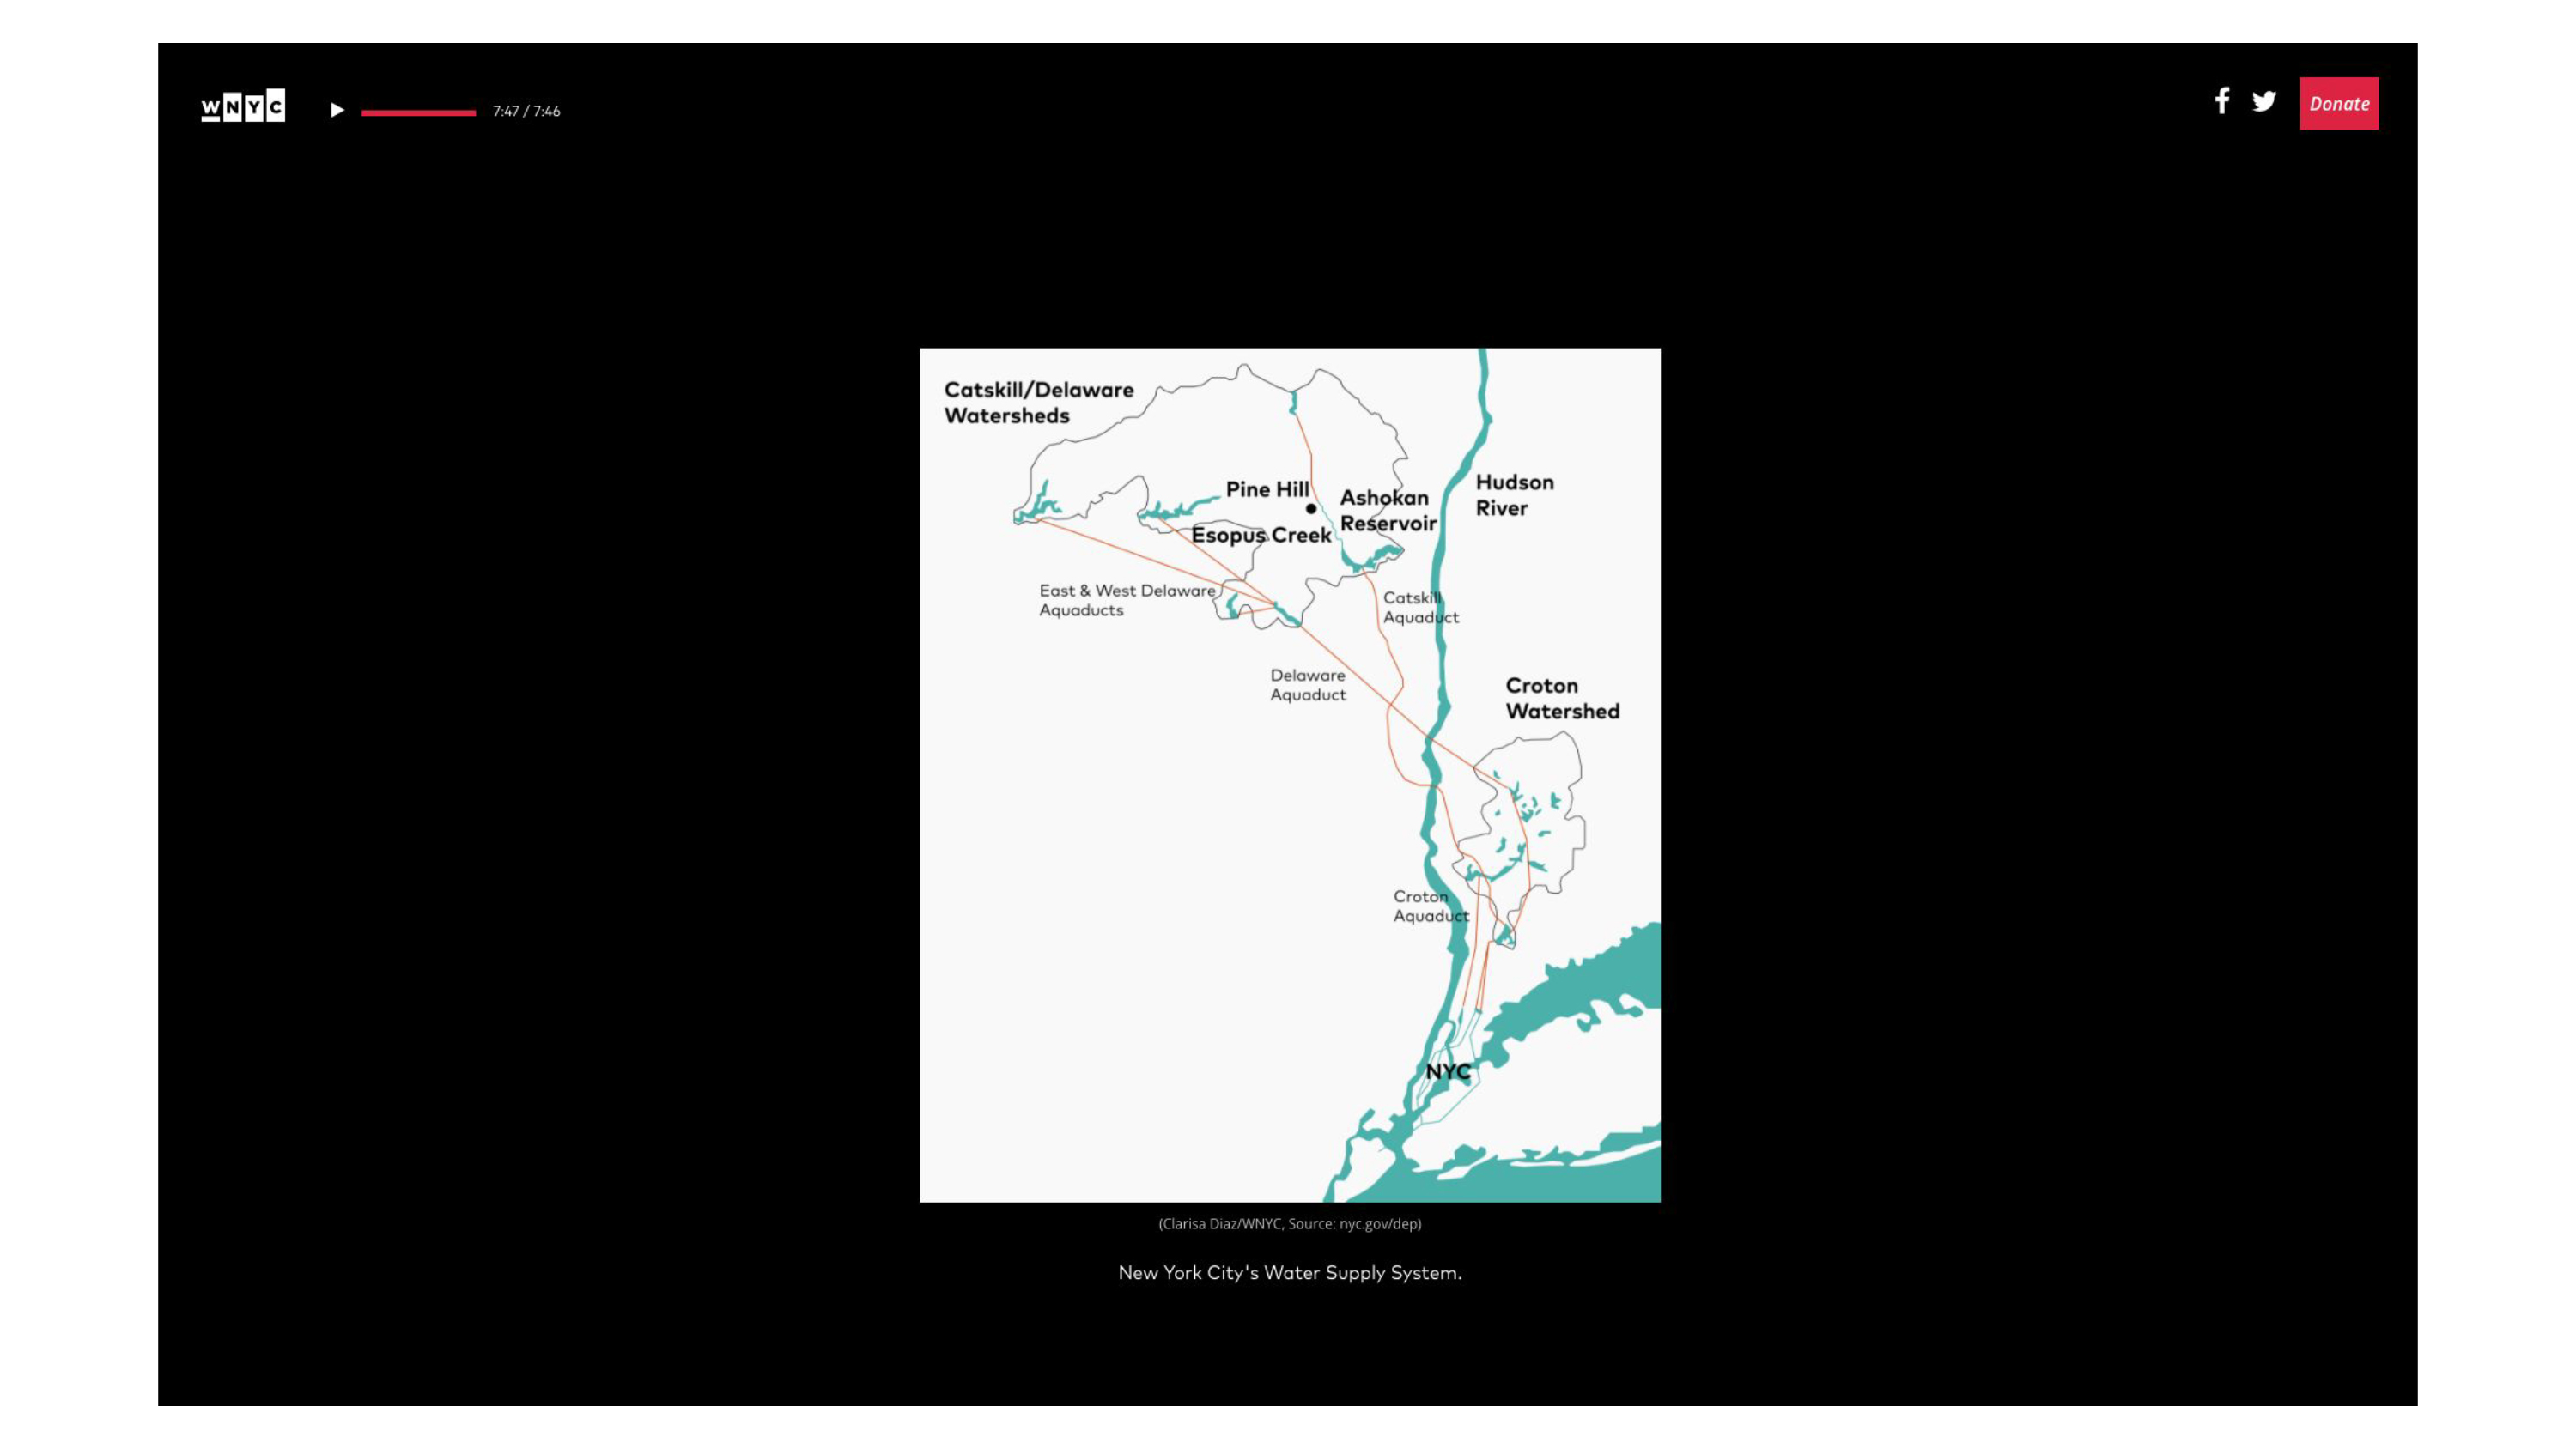 WNYC
7:47 / 7:46
Donate
Catskill/Delaware
Watersheds
Pine Hill
Ashokan
Reservoir
Hudson
River
Esopus Creek
East & West Delaware
Aquaducts
Catskill
Aquaduct
Delaware
Aquaduct
Croton
Watershed
Croton
Aquaduct
NYC
(Clarisa Diaz/WNYC, Source: nyc.gov/dep)
New York City's Water Supply System.